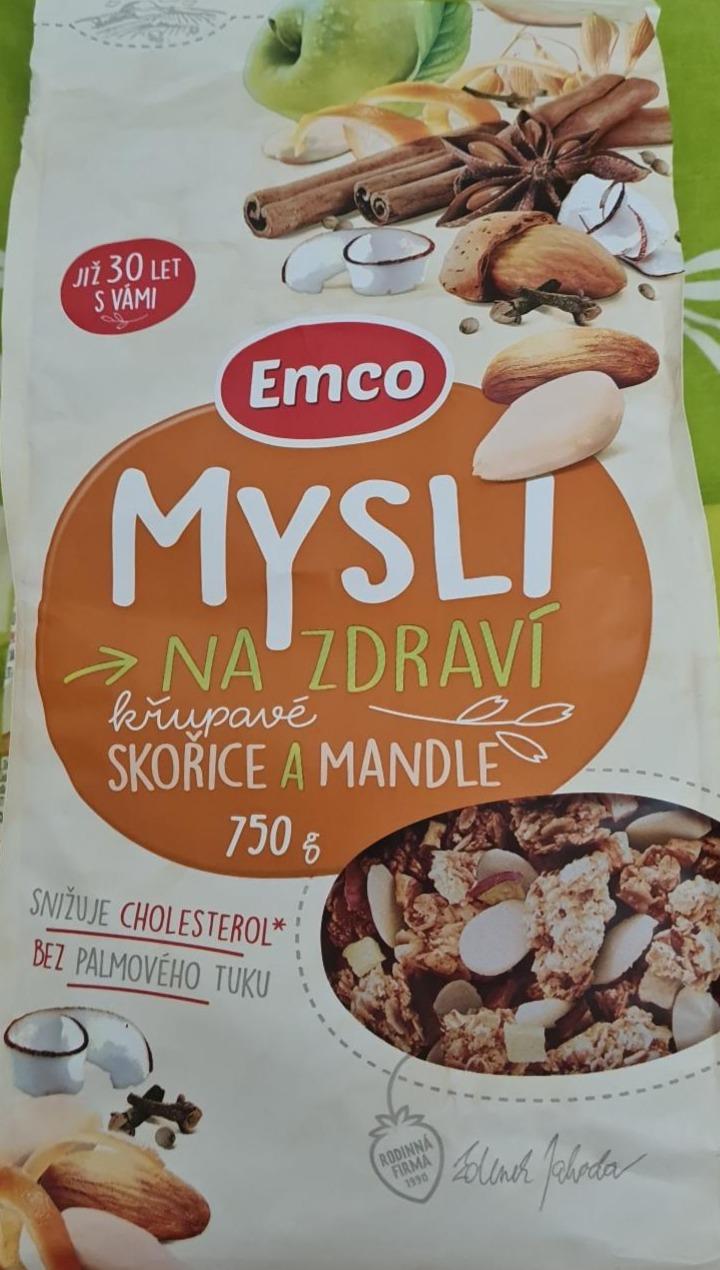 JIŽ 30 LET
S VÁMI
Emco
MYSLI
NA ZDRAVÍ
křupavé
SKOŘICE A MANDLE
750 g
SNIŽUJE CHOLESTEROL*
BEZ PALMOVÉHO TUKU
RODINNÁ
FIRMA
1990
Zdeněk Jahoda